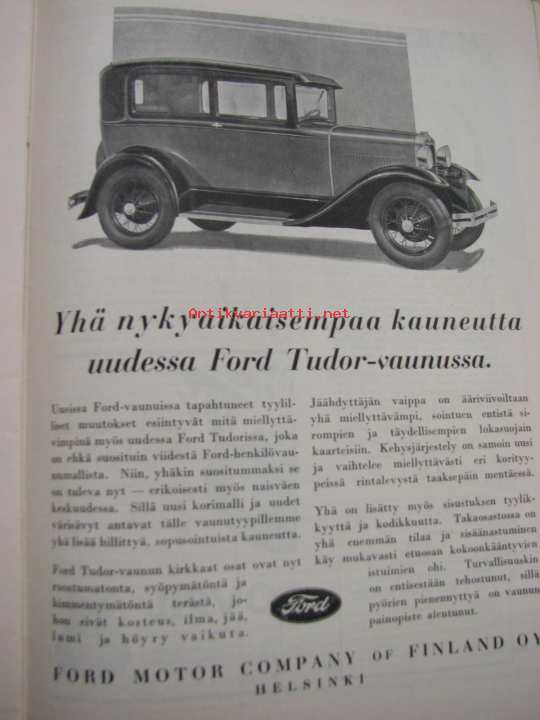 Antikvariaatti.net
Yhä nykyaikaisempaa kauneutta
uudessa Ford Tudor-vaunussa.
Uusissa Ford-vaunuissa tapahtuneet tyylil-
liset muutokset esiintyvät mitä miellyttä-
vimpinä myös uudessa Ford Tudorissa, joka
on ehkä suosituin viidestä Ford-henkilövau-
numallista. Niin, yhäkin suositummaksi se
on tuleva nyt — erikoisesti myös naisväen
keskuudessa. Sillä uusi korimalli ja uudet
värisävyt antavat tälle vaunutyypillemme
yhä lisää hillittyä, sopusointuista kauneutta.
Ford Tudor-vaunun kirkkaat osat ovat nyt
ruostumatonta, syöpymätöntä ja
himmentymätöntä terästä, jo-
hon eivät kosteus, ilma, jää,
lumi ja höyry vaikuta.
Jäähdyttäjän vaippa on ääriviivoiltaan
yhä miellyttävämpi, sointuen entistä si-
rompien ja täydellisempien lokasuojain
kaarteisiin. Kehysjärjestely on samoin uusi
ja vaihtelee miellyttävästi eri korityy-
peissä rintalevystä taaksepäin mentäessä.
Yhä on lisätty myös sisustuksen tyylik-
kyyttä ja kodikkuutta. Takaosastossa on
yhä enemmän tilaa ja sisäänastuminen
käy mukavasti etuosan kokoonkääntyvien
istuimien ohi. Turvallisuuskin
on entisestään tehostunut, sillä
pyörien pienennyttyä on vaunun
painopiste alentunut.
Ford
FORD MOTOR COMPANY OF FINLAND OY
HELSINKI